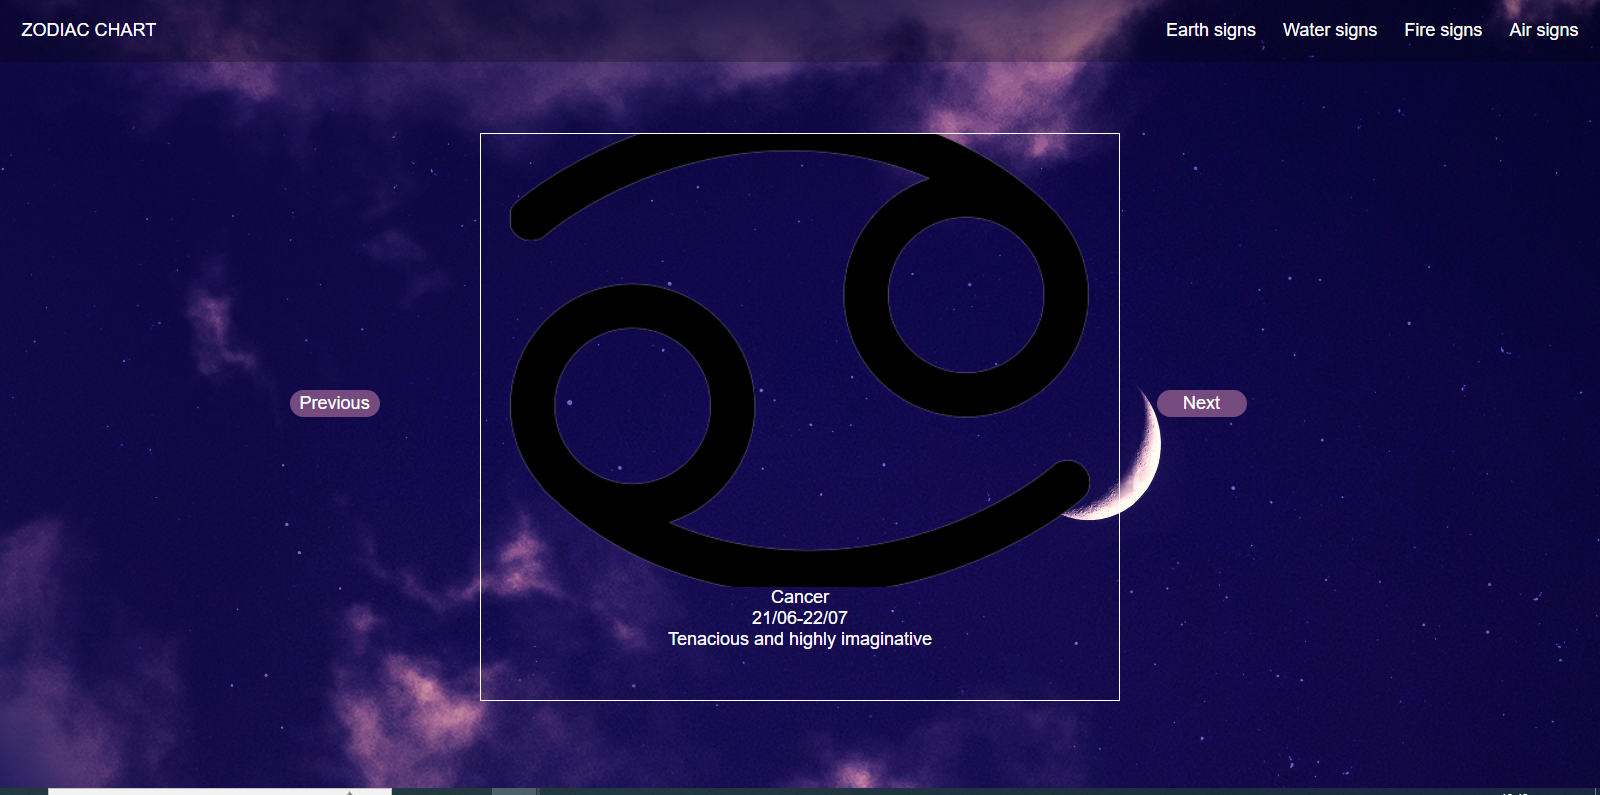 ZODIAC CHART
Earth signs Water signs Fire signs Air signs
Previous
Next
Cancer
21/06-22/07
Tenacious and highly imaginative